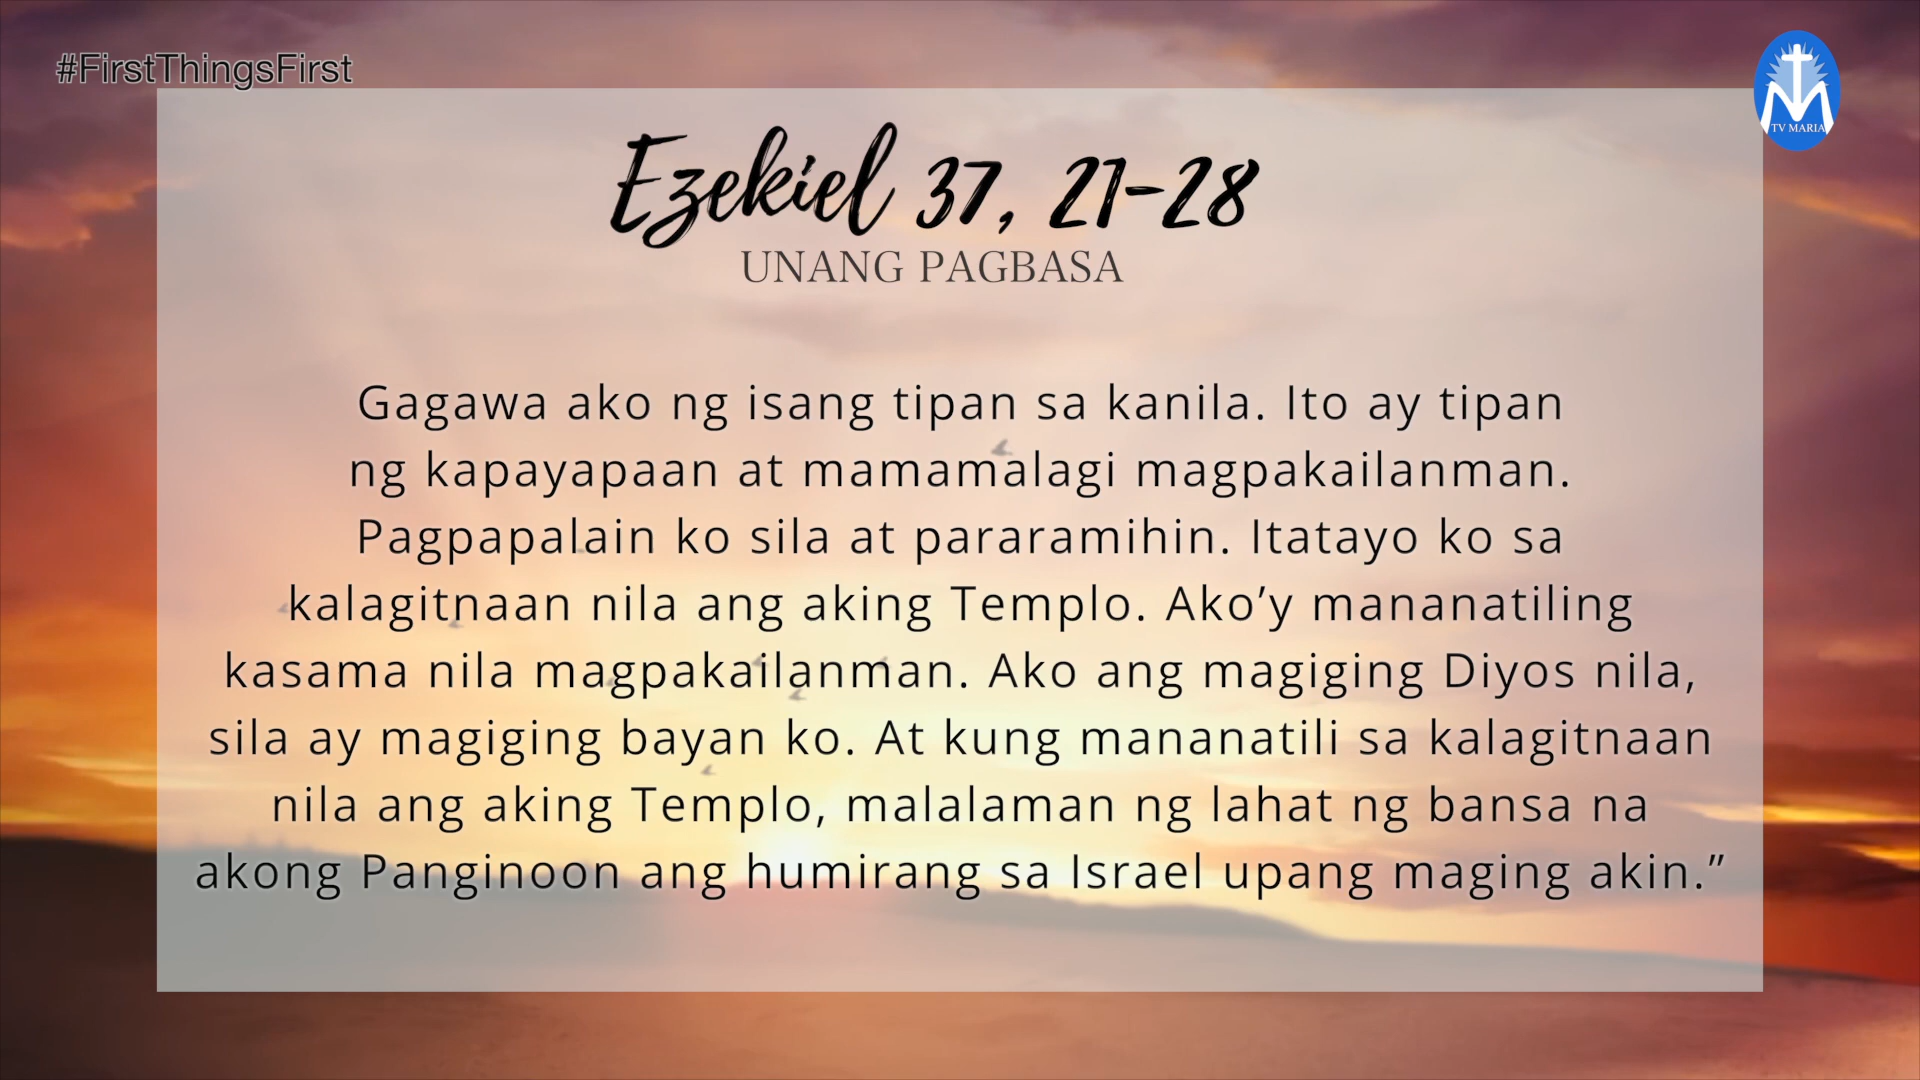 #FirstThingsFirst
TV MARIA
Ezekiel 37, 21-28
UNANG PAGBASA
Gagawa ako ng isang tipan sa kanila. Ito ay tipan
ng kapayapaan at mamamalagi magpakailanman.
Pagpapalain ko sila at pararamihin. Itatayo ko sa
kalagitnaan nila ang aking Templo. Ako’y mananatiling
kasama nila magpakailanman. Ako ang magiging Diyos nila,
sila ay magiging bayan ko. At kung mananatili sa kalagitnaan
nila ang aking Templo, malalaman ng lahat ng bansa na
akong Panginoon ang humirang sa Israel upang maging akin.”